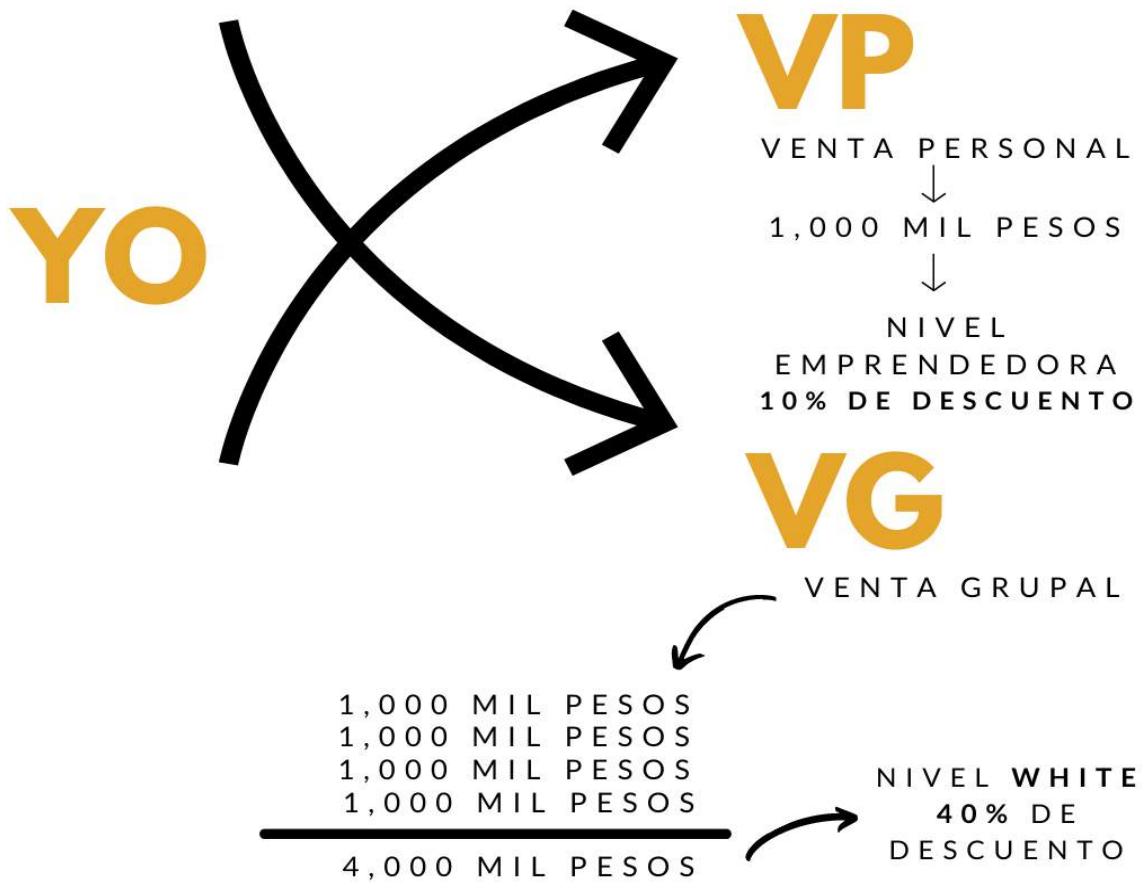 YO
VP
VENTA PERSONAL
1,000 MIL PESOS
NIVEL
EMPRENDEDORA
10% DE DESCUENTO
VG
VENTA GRUPAL
1,000 MIL PESOS
1,000 MIL PESOS
1,000 MIL PESOS
1,000 MIL PESOS
4,000 MIL PESOS
NIVEL WHITE
40% DE
DESCUENTO